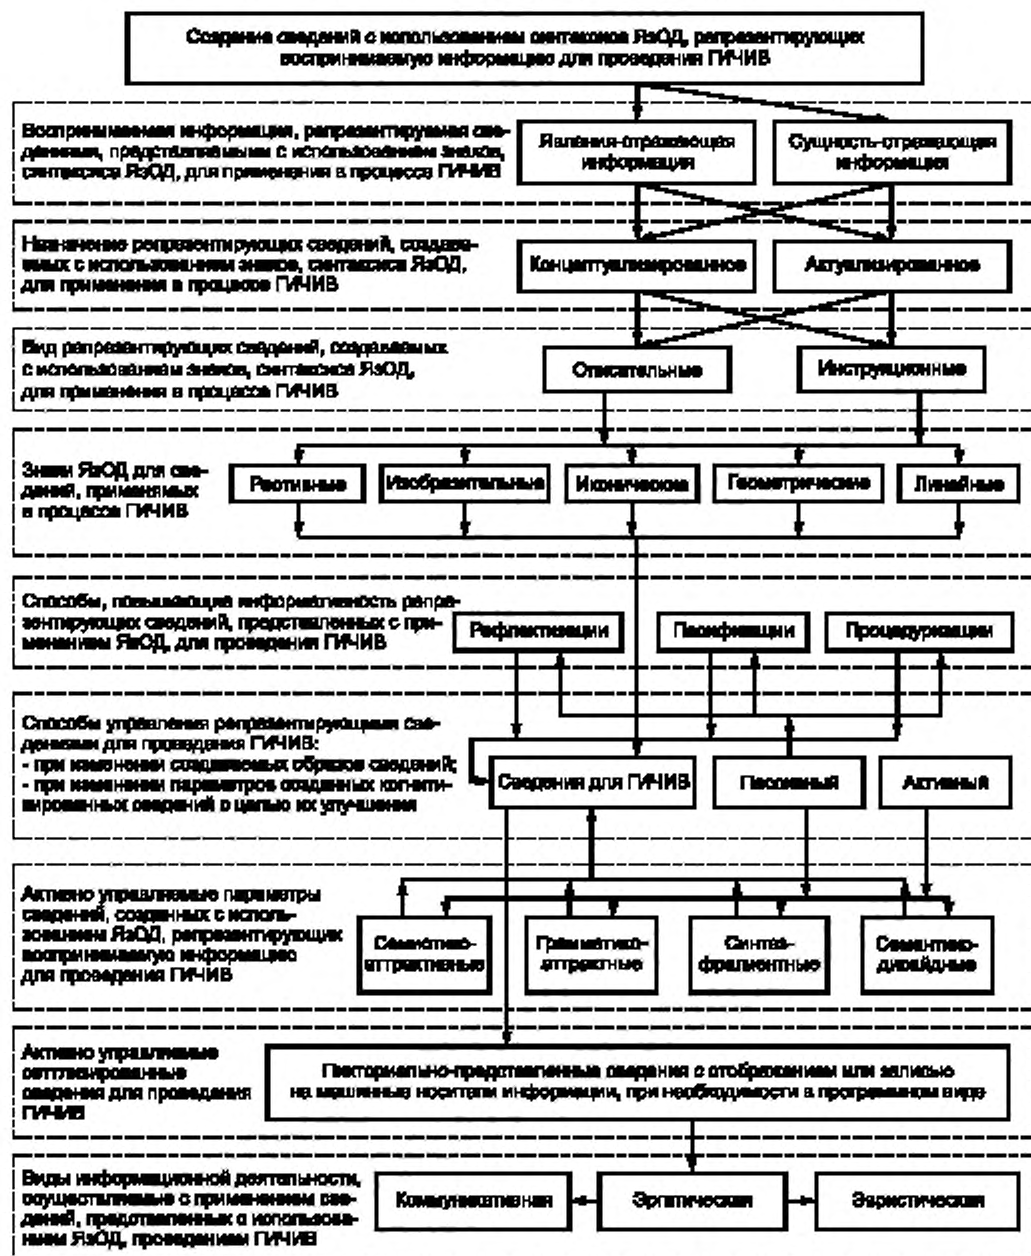 Создание сведений с использованием синтаксиса ЯзОД, репрезентирующих
воспринимаемую информацию для проведения ГИЧИВ
Воспринимаемая информация, репрезентируемая све-
дениями, представляемыми с использованием знаков,
синтаксиса ЯзОД, для применения в процессе ГИЧИВ
Явления-отражающая
информация
Сущность-отражающая
информация
Назначение репрезентирующих сведений, создава-
емых с использованием знаков, синтаксиса ЯзОД,
для применения в процессе ГИЧИВ
Концептуализированное
Актуализированное
Вид репрезентирующих сведений, создаваемых
с использованием знаков, синтаксиса ЯзОД,
для применения в процессе ГИЧИВ
Описательные
Инструкционные
Знаки ЯзОД для све-
дений, применямых
в процессе ГИЧИВ
Изобразительные
Иконические
Геометрические
Линейные
Способы, повышающие информативность репре-
зентирующих сведений, представленных с при-
менением ЯзОД, для проведения ГИЧИВ
Рефлектизации
Пасификации
Процедуризации
Способы управления репрезентирующими све-
дениями для проведения ГИЧИВ:
- при изменении создаваемых образов сведений;
- при изменении параметров созданных когнити-
вированных сведений с целью их улучшения
Сведения для ГИЧИВ
Пассивный
Активный
Активно управляемые параметры
сведений, созданных с исполь-
зованием ЯзОД, репрезентирующих
воспринимаемую информацию
для проведения ГИЧИВ
Семиотико-
аттрактивные
Грамматико-
аттрактные
Синтез-
фрагментные
Семантико-
Активно управляемые
сведения для проведения
ГИЧИВ
Пикториально-представленные сведения с отображением или записью
на машинные носители информации, при необходимости в программном виде
Виды информационной деятельности,
осуществляемые с применением све-
дений, представленных с использова-
нием ЯзОД, проведением ГИЧИВ
Коммуникативная
Эргатическая
Эвристическая